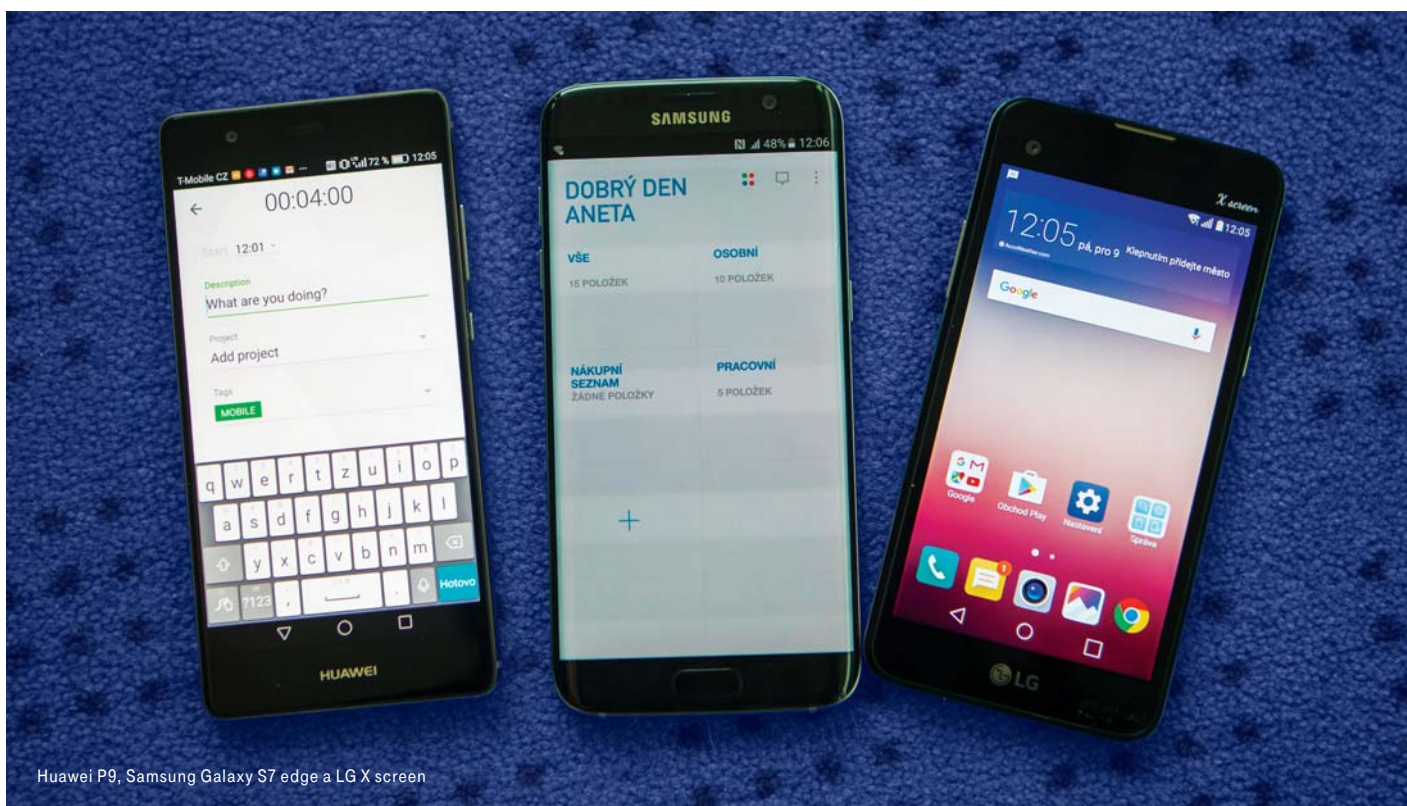 T-Mobile CZ
72 % 12:05
00:04:00
Start 12:01
Description
What are you doing?
Project
Add project
Tags
MOBILE
q w e r t z u i o p
a s d f g h j k l
y x c v b n m
?123 , . Hotovo
HUAWEI
SAMSUNG
48% 12:06
DOBRÝ DEN
ANETA
VŠE
15 POLOŽEK
OSOBNÍ
10 POLOŽEK
NÁKUPNÍ
SEZNAM
ŽÁDNÉ POLOŽKY
PRACOVNÍ
5 POLOŽEK
+
X screen
12:05
12:05 pá, pro 9 Klepnutím přidejte město
AccuWeather.com
Google
Google
Obchod Play
Nastavení
Správa
1
LG
Huawei P9, Samsung Galaxy S7 edge a LG X screen